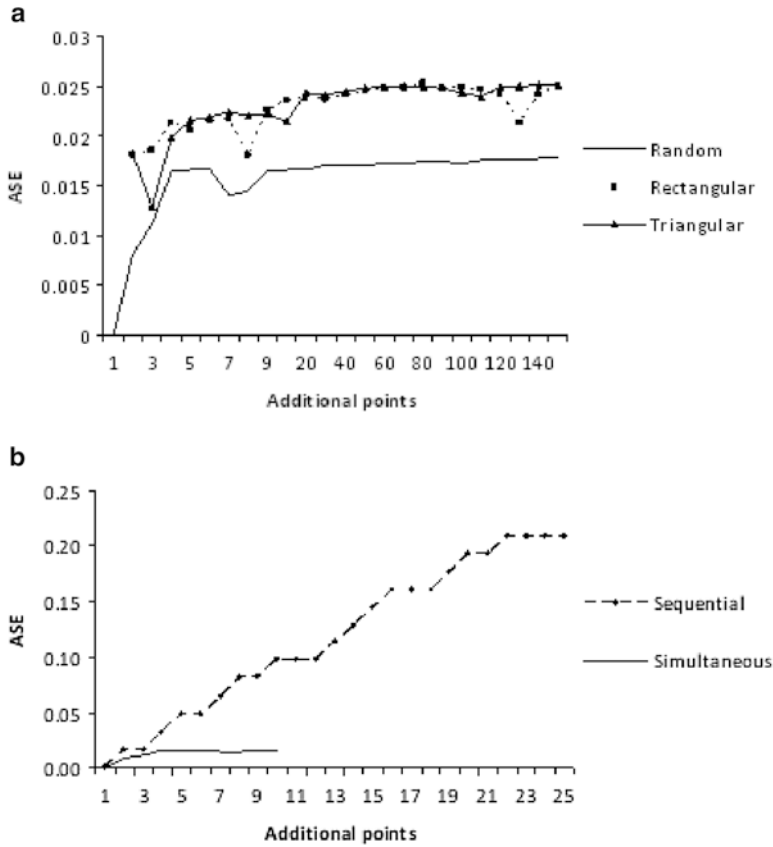 a
0.03
0.025
0.02
0.015
0.01
0.005
0
ASE
1 3 5 7 9 20 40 60 80 100 120 140
Additional points
Random
Rectangular
Triangular
b
0.25
0.20
0.15
0.10
0.05
0.00
ASE
1 3 5 7 9 11 13 15 17 19 21 23 25
Additional points
Sequential
Simultaneous